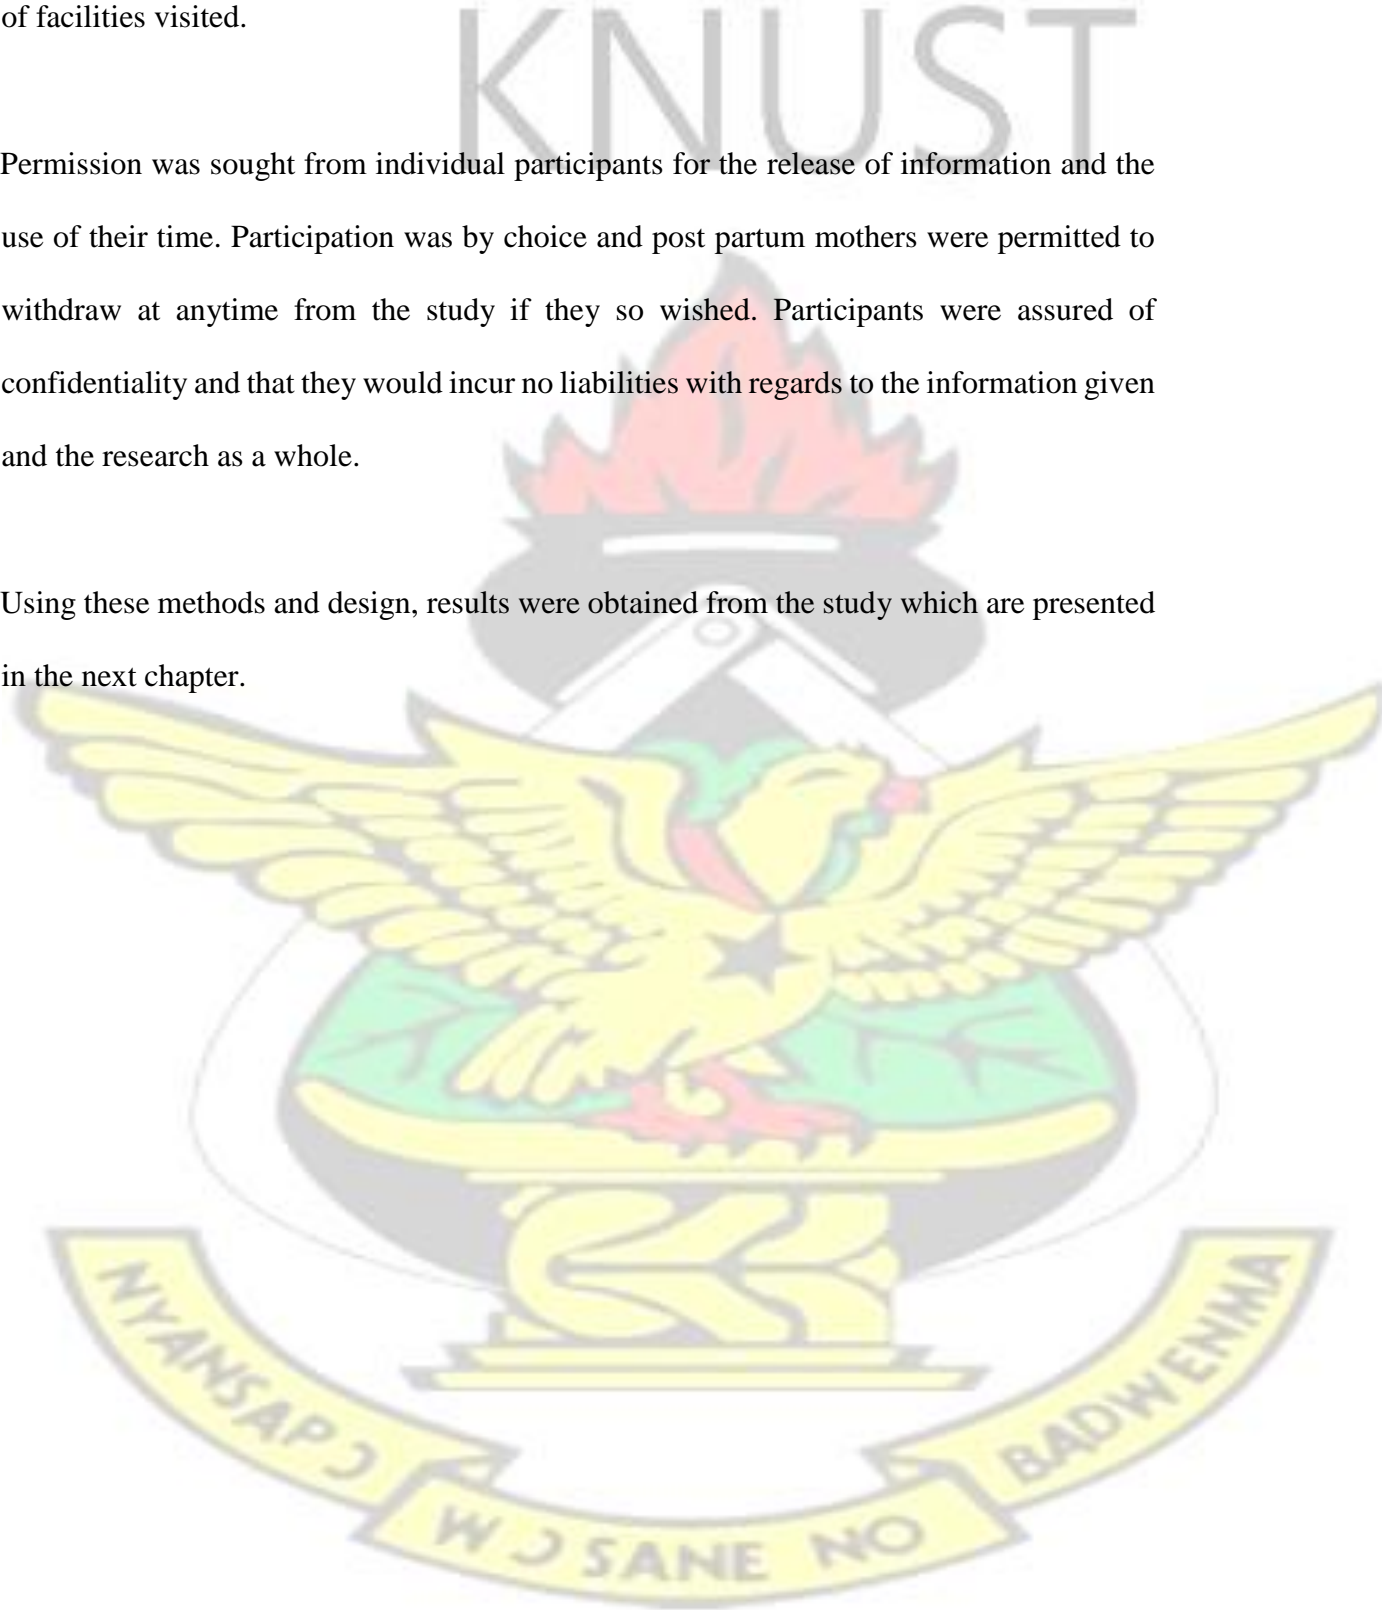 of facilities visited.
KNUST
Permission was sought from individual participants for the release of information and the
use of their time. Participation was by choice and post partum mothers were permitted to
withdraw at anytime from the study if they so wished. Participants were assured of
confidentiality and that they would incur no liabilities with regards to the information given
and the research as a whole.
Using these methods and design, results were obtained from the study which are presented
in the next chapter.
NYANSAPƆ
WƆ SANE NO
BADWENMA